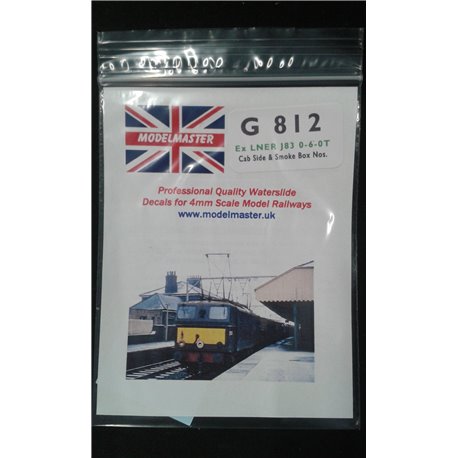 MODELMASTER
G 812
Ex LNER J83 0-6-0T
Cab Side & Smoke Box Nos.
Professional Quality Waterslide
Decals for 4mm Scale Model Railways
www.modelmaster.uk